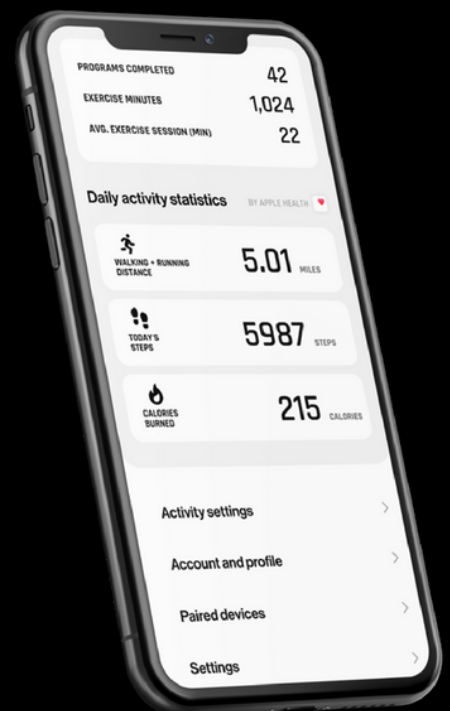 PROGRAMS COMPLETED 42
EXERCISE MINUTES 1,024
AVG. EXERCISE SESSION (MIN) 22
Daily activity statistics BY APPLE HEALTH
WALKING + RUNNING
DISTANCE
5.01 MILES
TODAY'S
STEPS
5987 STEPS
CALORIES
BURNED
215 CALORIES
Activity settings
Account and profile
Paired devices
Settings